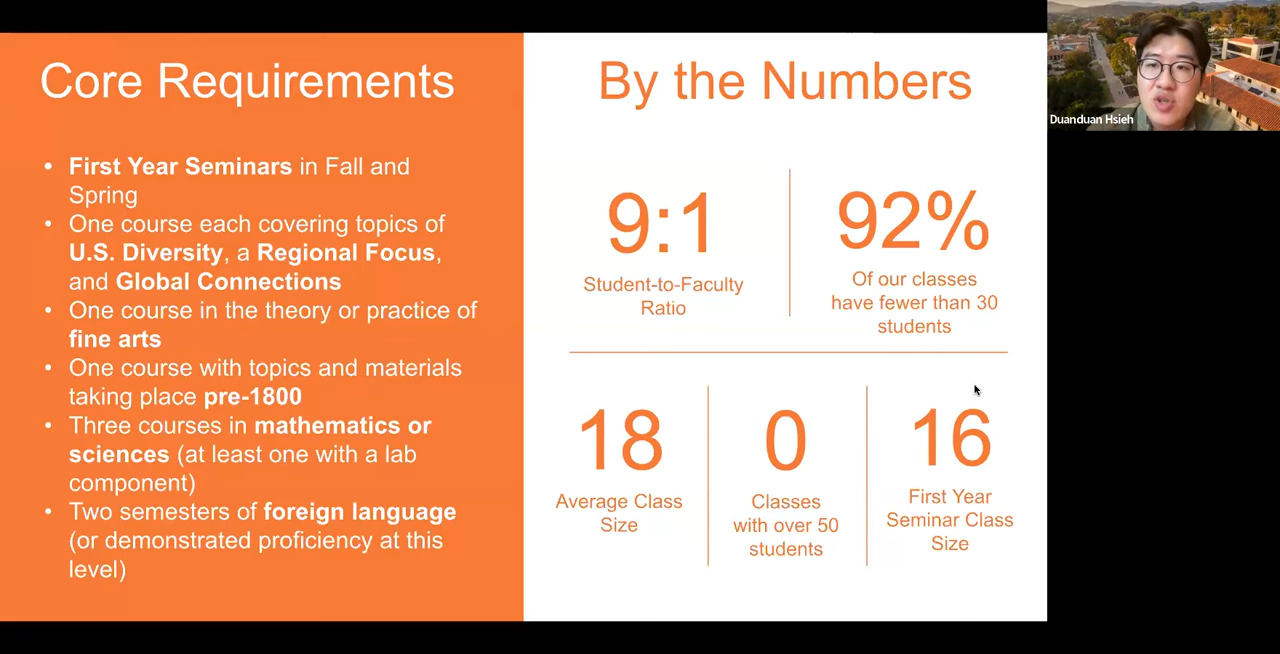 Core Requirements
• First Year Seminars in Fall and
Spring
• One course each covering topics of
U.S. Diversity, a Regional Focus,
and Global Connections
• One course in the theory or practice of
fine arts
• One course with topics and materials
taking place pre-1800
• Three courses in mathematics or
sciences (at least one with a lab
component)
• Two semesters of foreign language
(or demonstrated proficiency at this
level)
By the Numbers
9:1
Student-to-Faculty
Ratio
92%
Of our classes
have fewer than 30
students
18
Average Class
Size
0
Classes
with over 50
students
16
First Year
Seminar Class
Size
Duanduan Hsieh